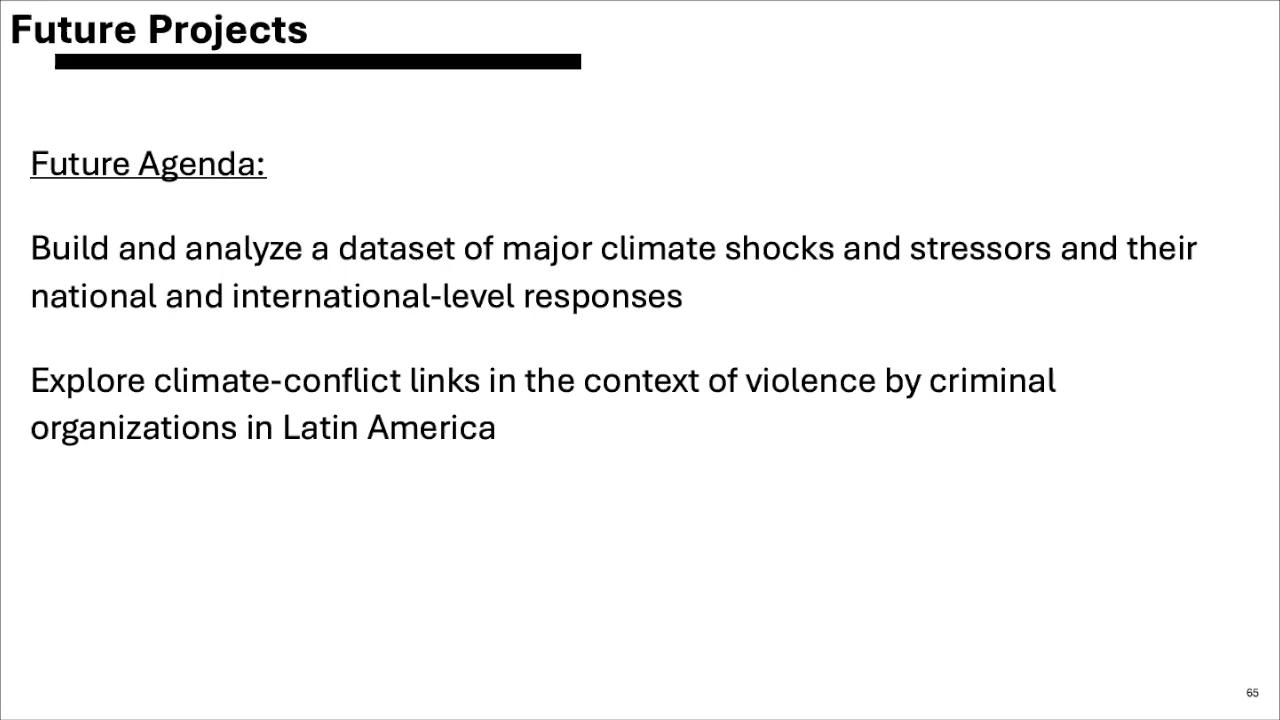 Future Projects
Future Agenda:
Build and analyze a dataset of major climate shocks and stressors and their
national and international-level responses
Explore climate-conflict links in the context of violence by criminal
organizations in Latin America
65